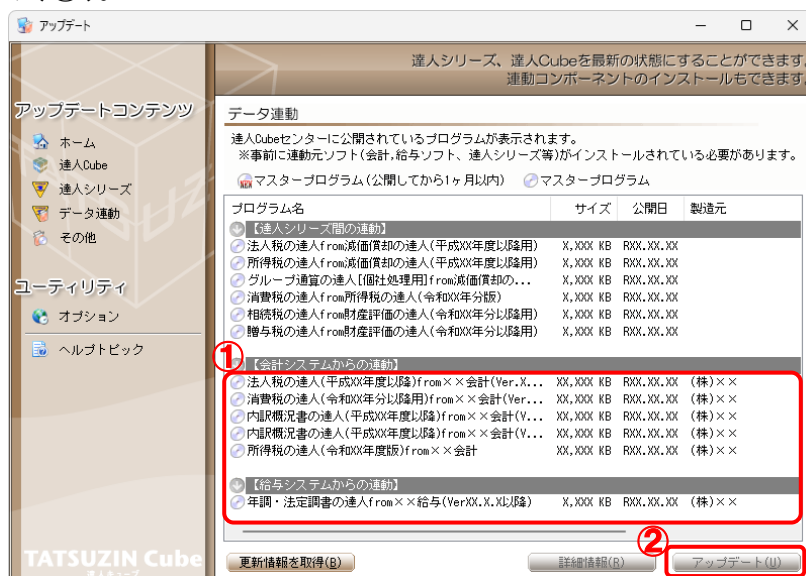 アップデート
達人シリーズ、達人Cubeを最新の状態にすることができます。
連動コンポーネントのインストールもできます
アップデートコンテンツ
ホーム
達人Cube
達人シリーズ
データ連動
その他
ユーティリティ
オプション
ヘルプトピック
データ連動
達人Cubeセンターに公開されているプログラムが表示されます。
※事前に連動元ソフト(会計,給与ソフト、達人シリーズ等)がインストールされている必要があります。
マスタープログラム(公開してから1ヶ月以内) マスタープログラム
プログラム名 サイズ 公開日 製造元
【達人シリーズ間の連動】
法人税の達人from減価償却の達人(平成XX年度以降用) X,XXX KB RXX.XX.XX
所得税の達人from減価償却の達人(平成XX年度以降用) X,XXX KB RXX.XX.XX
グループ通算の達人[個社処理用]from減価償却の... X,XXX KB RXX.XX.XX
消費税の達人from所得税の達人(令和XX年分版) X,XXX KB RXX.XX.XX
相続税の達人from財産評価の達人(令和XX年分以降用) X,XXX KB RXX.XX.XX
贈与税の達人from財産評価の達人(令和XX年分以降用) X,XXX KB RXX.XX.XX
①
【会計システムからの連動】
法人税の達人(平成XX年度以降)from××会計(Ver.X... XX,XXX KB RXX.XX.XX (株)××
消費税の達人(令和XX年分以降用)from××会計(Ver... XX,XXX KB RXX.XX.XX (株)××
内訳概況書の達人(平成XX年度以降)from××会計(V... XX,XXX KB RXX.XX.XX (株)××
内訳概況書の達人(平成XX年度以降)from××会計(V... XX,XXX KB RXX.XX.XX (株)××
所得税の達人(令和XX年度版)from××会計 XX,XXX KB RXX.XX.XX (株)××
【給与システムからの連動】
年調・法定調書の達人from××給与(VerXX.X.X以降) X,XXX KB RXX.XX.XX (株)××
②
更新情報を取得(B) 詳細情報(R) アップデート(U)
TATSUZIN Cube
達人キューブ